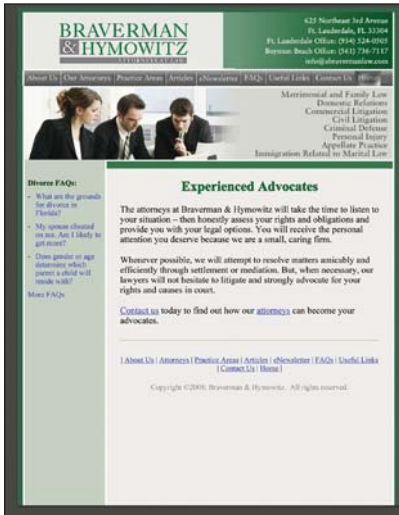 BRAVERMAN
& HYMOWITZ
ATTORNEYS AT LAW
625 Northeast 3rd Avenue
Ft. Lauderdale, FL 33304
Ft. Lauderdale Office: (954) 524-0505
Boynton Beach Office: (561) 736-7117
info@abravermanlaw.com
About Us | Our Attorneys | Practice Areas | Articles | eNewsletter | FAQs | Useful Links | Contact Us | Home
Matrimonial and Family Law
Domestic Relations
Commercial Litigation
Civil Litigation
Criminal Defense
Personal Injury
Appellate Practice
Immigration Related to Marital Law
Divorce FAQs:
- What are the grounds
for divorce in
Florida?
- My spouse cheated
on me. Am I likely to
get more?
- Does gender or age
determine which
parent a child will
reside with?
More FAQs
Experienced Advocates
The attorneys at Braverman & Hymowitz will take the time to listen to
your situation – then honestly assess your rights and obligations and
provide you with your legal options. You will receive the personal
attention you deserve because we are a small, caring firm.
Whenever possible, we will attempt to resolve matters amicably and
efficiently through settlement or mediation. But, when necessary, our
lawyers will not hesitate to litigate and strongly advocate for your
rights and causes in court.
Contact us today to find out how our attorneys can become your
advocates.
| About Us | Attorneys | Practice Areas | Articles | eNewsletter | FAQs | Useful Links
| Contact Us | Home |
Copyright ©2008, Braverman & Hymowitz. All rights reserved.